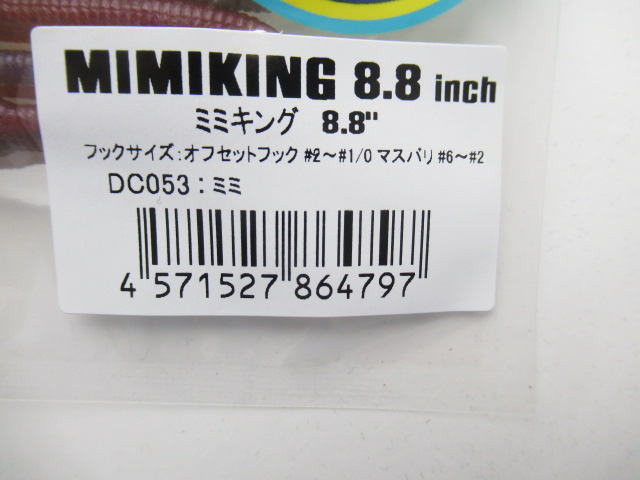 MIMIKING 8.8 inch
ミミキング 8.8"
フックサイズ:オフセットフック #2〜#1/0 マスバリ #6〜#2
DC053:ミミ
4 571527 864797